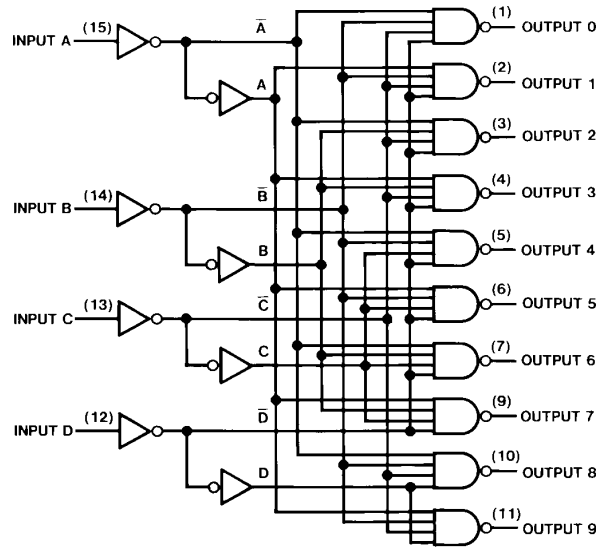 (1)
OUTPUT 0
INPUT A (15) A̅
(2)
A OUTPUT 1
(3)
OUTPUT 2
(4)
OUTPUT 3
INPUT B (14) B̅
(5)
OUTPUT 4
B
(6)
INPUT C (13) C̅ OUTPUT 5
(7)
C OUTPUT 6
(9)
OUTPUT 7
INPUT D (12) D̅
(10)
D OUTPUT 8
(11)
OUTPUT 9